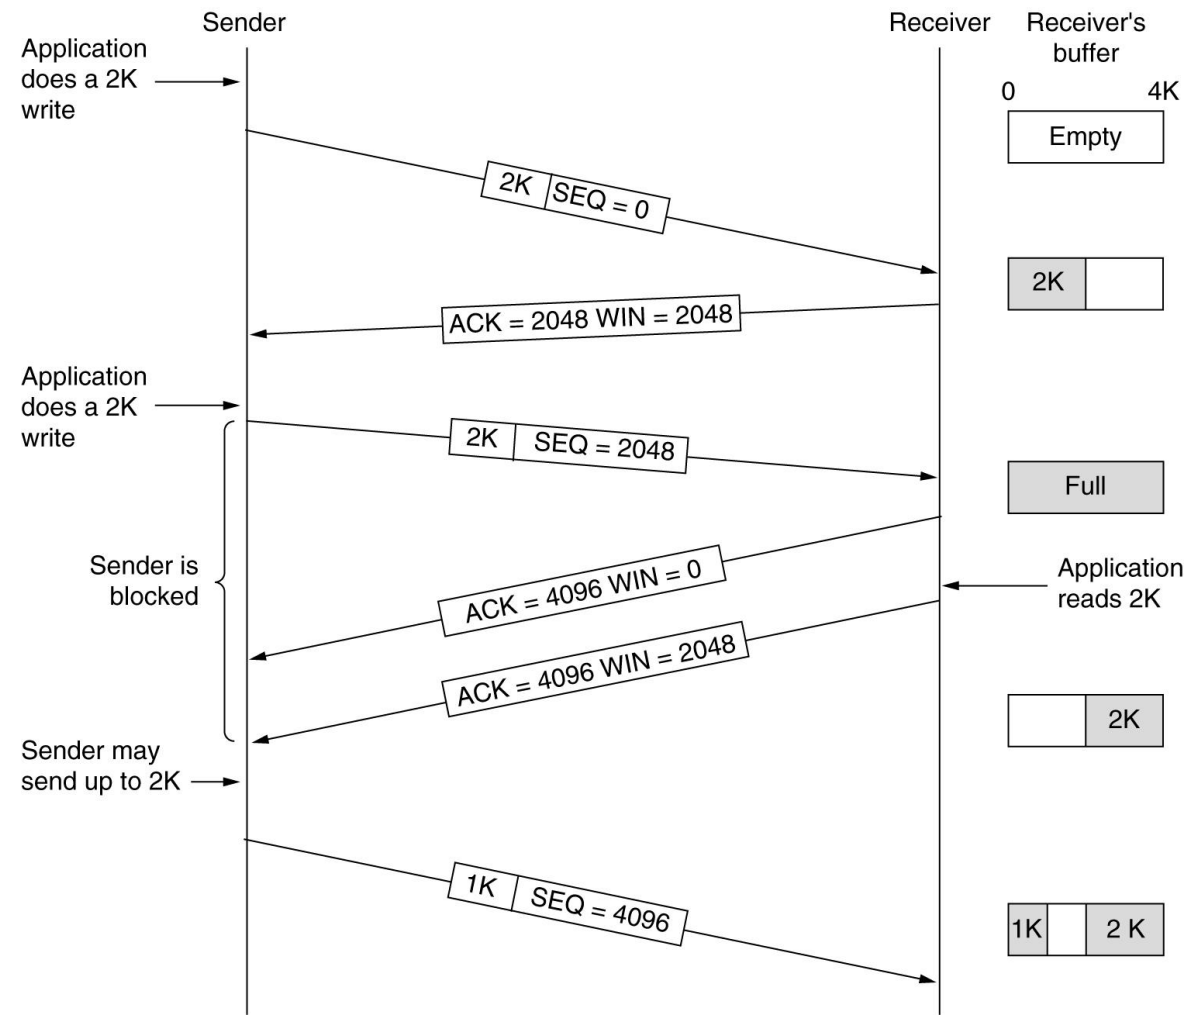 Sender
Receiver
Receiver's
buffer
Application
does a 2K
write
0
4K
Empty
2K
SEQ = 0
2K
ACK = 2048 WIN = 2048
Application
does a 2K
write
2K
SEQ = 2048
Full
Sender is
blocked
ACK = 4096 WIN = 0
Application
reads 2K
ACK = 4096 WIN = 2048
2K
Sender may
send up to 2K
1K
SEQ = 4096
1K
2 K